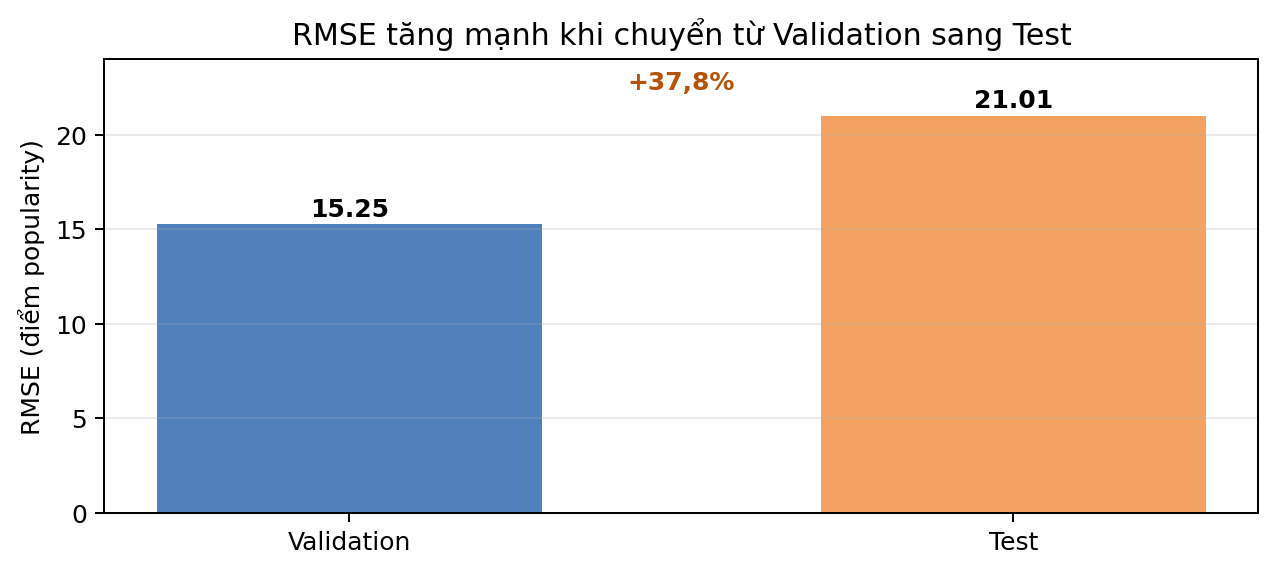 RMSE tăng mạnh khi chuyển từ Validation sang Test
+37,8%
21.01
15.25
RMSE (điểm popularity)
20
15
10
5
0
Validation
Test